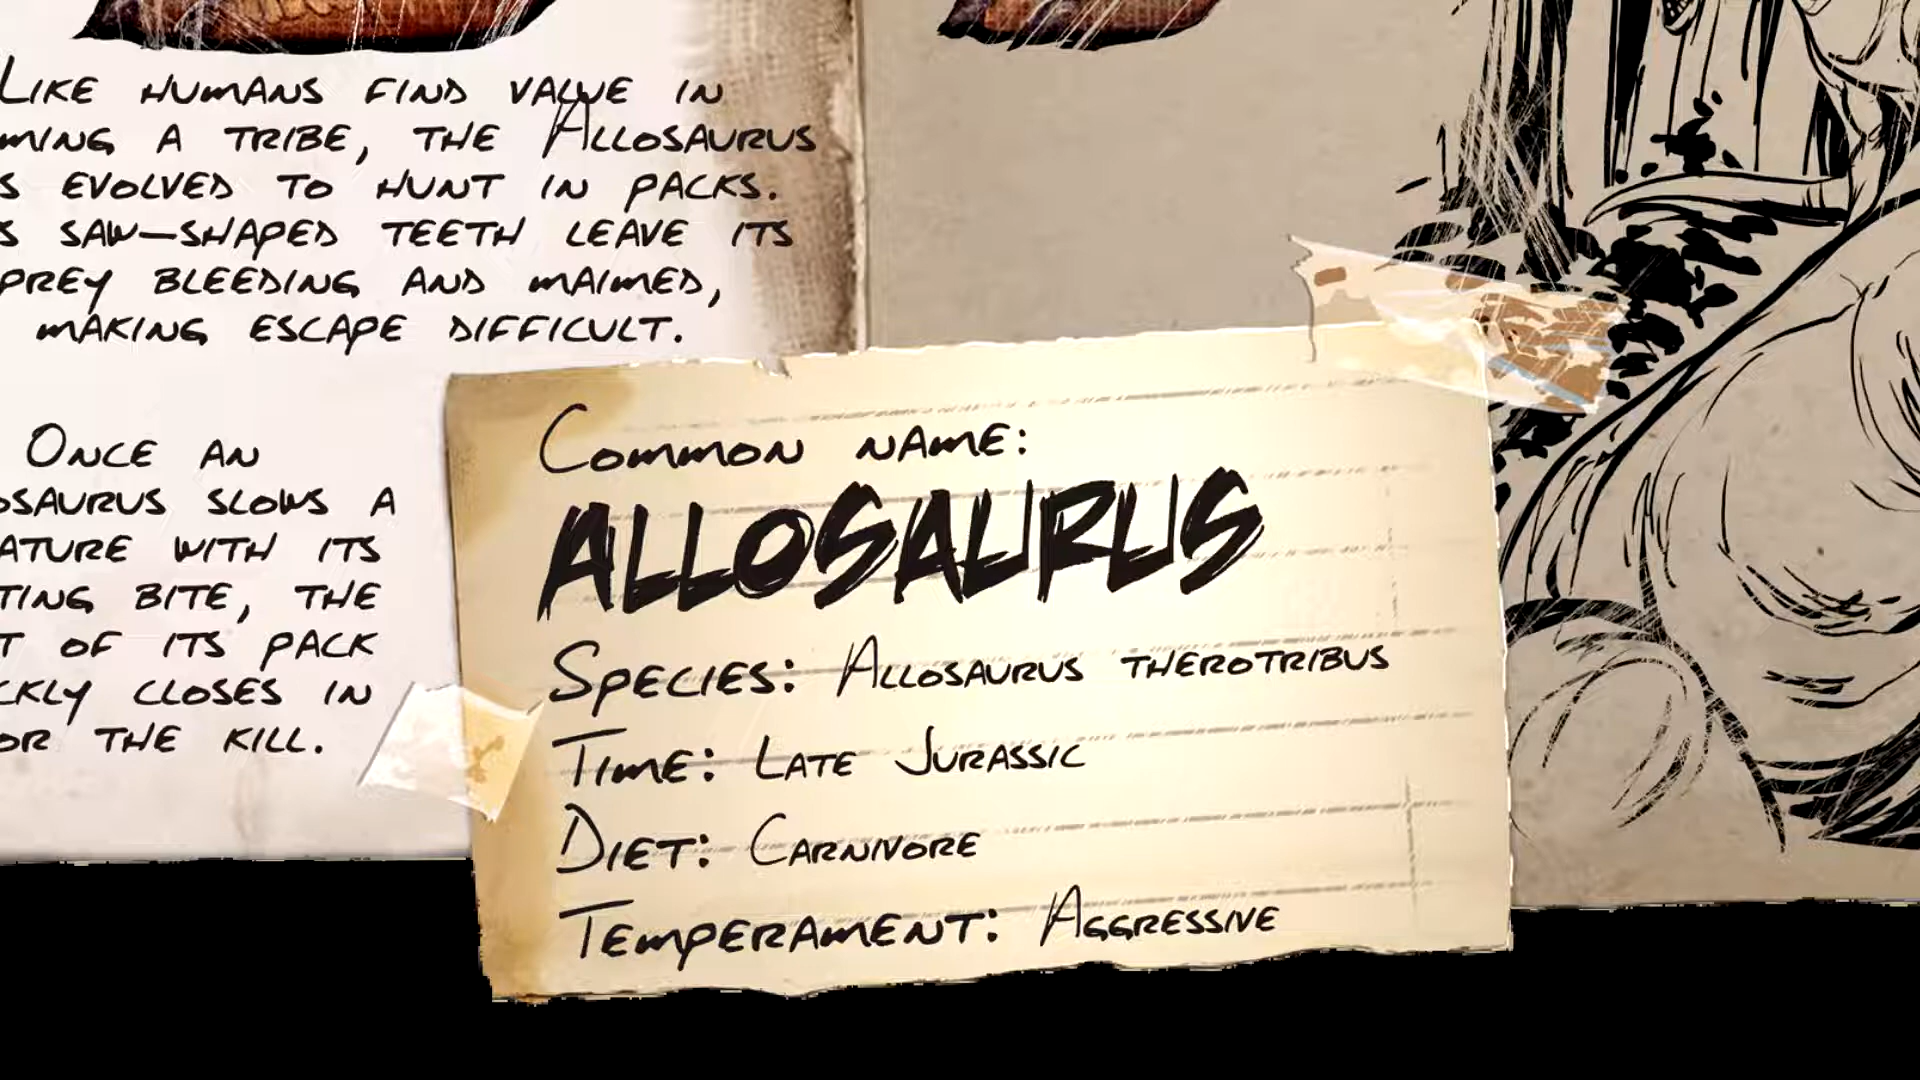 Like humans find value in
ming a tribe, the Allosaurus
s evolved to hunt in packs.
s saw-shaped teeth leave its
prey bleeding and maimed,
making escape difficult.
Once an
osaurus slows a
ature with its
ting bite, the
t of its pack
ckly closes in
or the kill.
Common name:
ALLOSAURUS
Species: Allosaurus therotribus
Time: Late Jurassic
Diet: Carnivore
Temperament: Aggressive